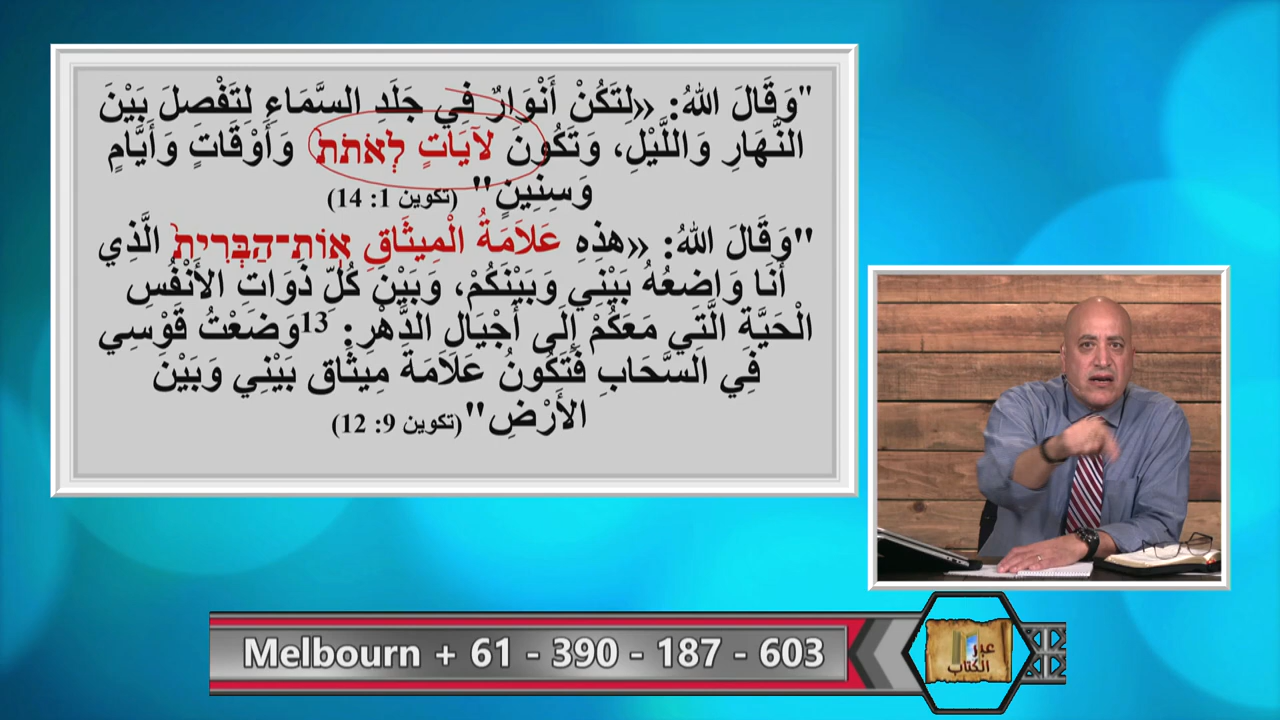 "وَقَالَ اللهُ: «لِتَكُنْ أَنْوَارٌ فِي جَلَدِ السَّمَاءِ لِتَفْصِلَ بَيْنَ
النَّهَارِ وَاللَّيْلِ، وَتَكُونَ لآيَاتٍ לְאֹתֹת וَأَوْقَاتٍ وَأَيَّامٍ
وَسِنِينٍ" (تكوين 1: 14)
"وَقَالَ اللهُ: «هذِهِ عَلاَمَةُ الْمِيثَاقِ אֽוֹת־הַבְּרִית֙ الَّذِي
أَنَا وَاضِعُهُ بَيْنِي وَبَيْنَكُمْ، وَبَيْنَ كُلِّ ذَوَاتِ الأَنْفُسِ
الْحَيَّةِ الَّتِي مَعَكُمْ إِلَى أَجْيَالِ الدَّهْرِ: 13وَضَعْتُ قَوْسِي
فِي السَّحَابِ فَتَكُونُ عَلاَمَةَ مِيثَاق بَيْنِي وَبَيْنَ
الأَرْضِ" (تكوين 9: 12)
Melbourn + 61 - 390 - 187 - 603
عبر
الكتاب